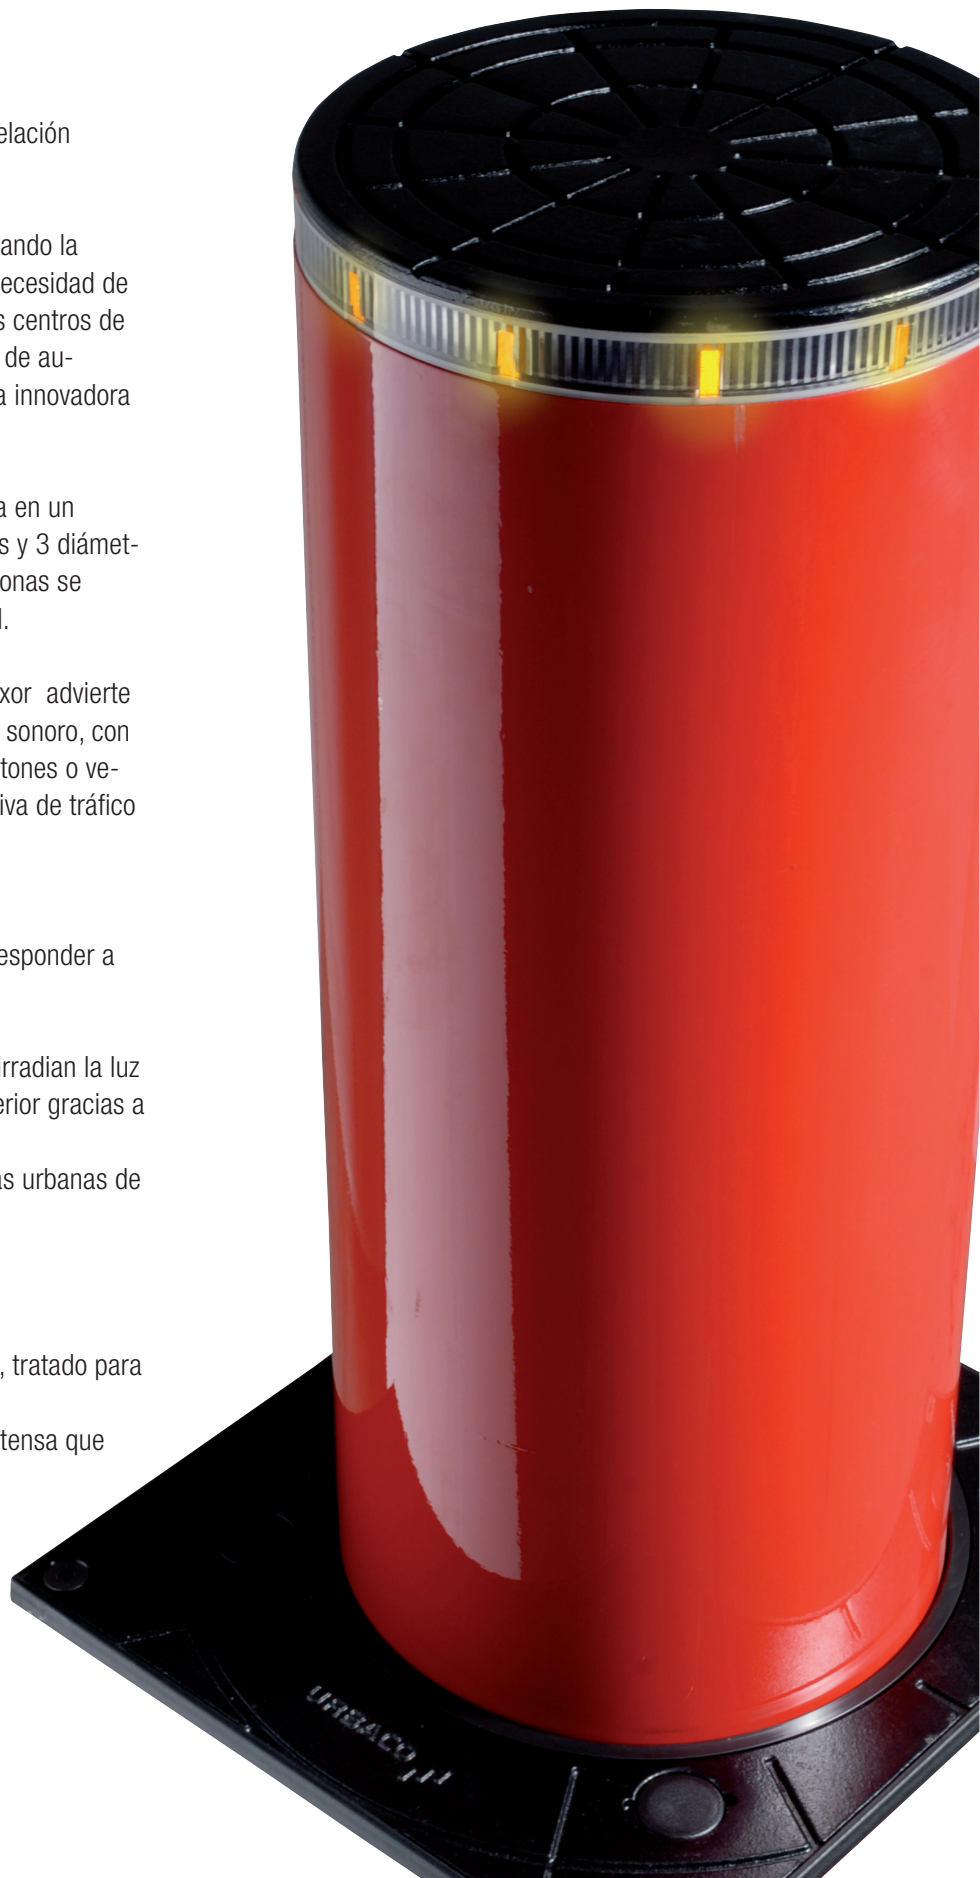 elación
ando la
ecesidad de
s centros de
de au-
a innovadora
a en un
s y 3 diámet-
onas se
l.
xor advierte
sonoro, con
tones o ve-
iva de tráfico
esponder a
irradian la luz
erior gracias a
as urbanas de
, tratado para
tensa que
URBACO